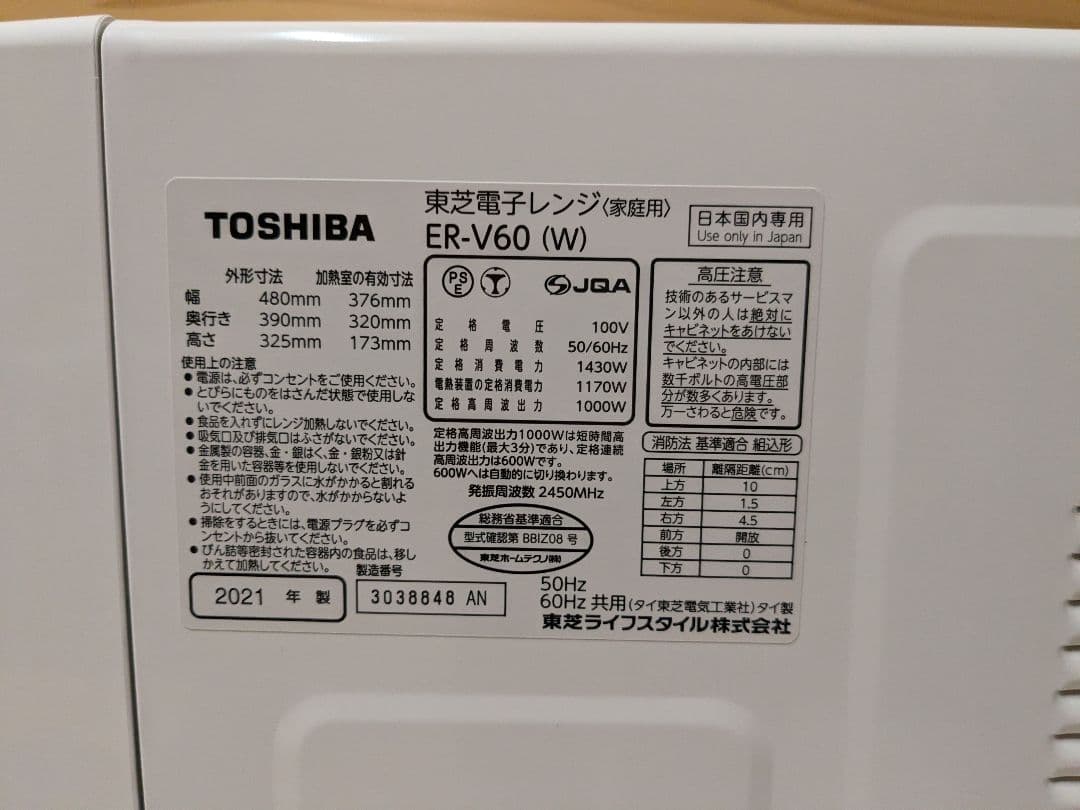 TOSHIBA
東芝電子レンジ〈家庭用〉
ER-V60 (W)
日本国内専用
Use only in Japan
外形寸法 加熱室の有効寸法
幅 480mm 376mm
奥行き 390mm 320mm
高さ 325mm 173mm
使用上の注意
●電源は、必ずコンセントをご使用ください。
●とびらにものをはさんだ状態で使用しな
いでください。
●食品を入れずにレンジ加熱しないでください。
●吸気口及び排気口はふさがないでください。
●金属製の容器、金・銀はく、金・銀粉又は針
金を用いた容器等を使用しないでください。
●使用中前面のガラスに水がかかると割れる
おそれがありますので、水がかからないよ
うにしてください。
●掃除をするときには、電源プラグを必ずコ
ンセントから抜いてください。
●びん詰等密封された容器内の食品は、移し
かえて加熱してください。
PS
E
JQA
定格電圧 100V
定格周波数 50/60Hz
定格消費電力 1430W
電熱装置の定格消費電力 1170W
定格高周波出力 1000W
定格高周波出力1000Wは短時間高
出力機能(最大3分)であり、定格連続
高周波出力は600Wです。
600Wへは自動的に切り換わります。
発振周波数 2450MHz
総務省基準適合
型式確認第 BBIZ08 号
東芝ホームテクノ㈱
高圧注意
技術のあるサービスマ
ン以外の人は絶対に
キャビネットをあけない
でください。
キャビネットの内部には
数千ボルトの高電圧部
分が数多くあります。
万一さわると危険です。
消防法 基準適合 組込形
場所 離隔距離(cm)
上方 10
左方 1.5
右方 4.5
前方 開放
後方 0
下方 0
2021 年 製
製造番号
3038848 AN
50Hz
60Hz 共用(タイ東芝電気工業社)タイ製
東芝ライフスタイル株式会社